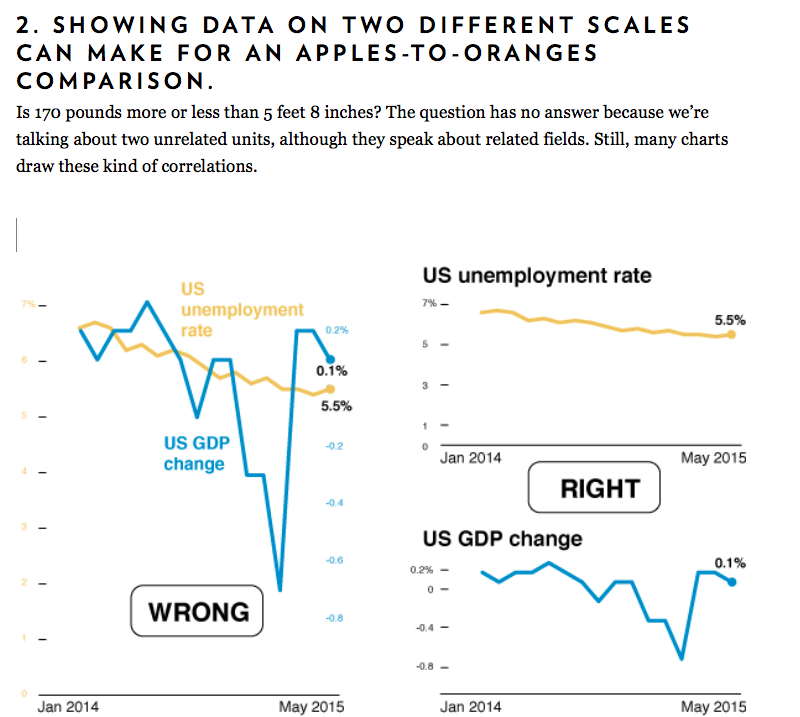 2. SHOWING DATA ON TWO DIFFERENT SCALES
CAN MAKE FOR AN APPLES-TO-ORANGES
COMPARISON.
Is 170 pounds more or less than 5 feet 8 inches? The question has no answer because we're
talking about two unrelated units, although they speak about related fields. Still, many charts
draw these kind of correlations.
US
unemployment
rate
7%
6
5
4
3
2
1
0
0.2%
0.1%
5.5%
US GDP
change
-0.2
-0.4
-0.6
-0.8
WRONG
Jan 2014
May 2015
US unemployment rate
7%
5
3
1
0
5.5%
Jan 2014
May 2015
RIGHT
US GDP change
0.2%
0
-0.4
-0.8
0.1%
Jan 2014
May 2015